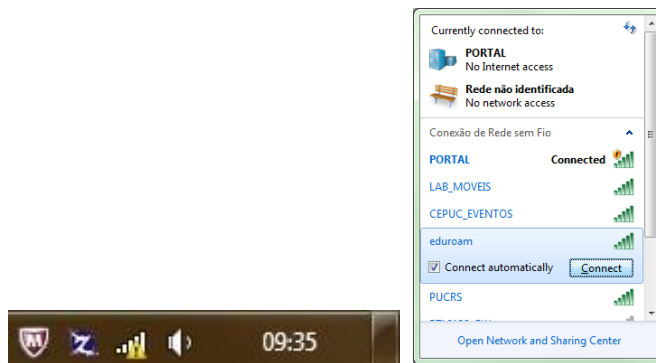 Currently connected to:
PORTAL
No Internet access
Rede não identificada
No network access
Conexão de Rede sem Fio
PORTAL Connected
LAB_MOVEIS
CEPUC_EVENTOS
eduroam
Connect automatically Connect
PUCRS
Open Network and Sharing Center
09:35